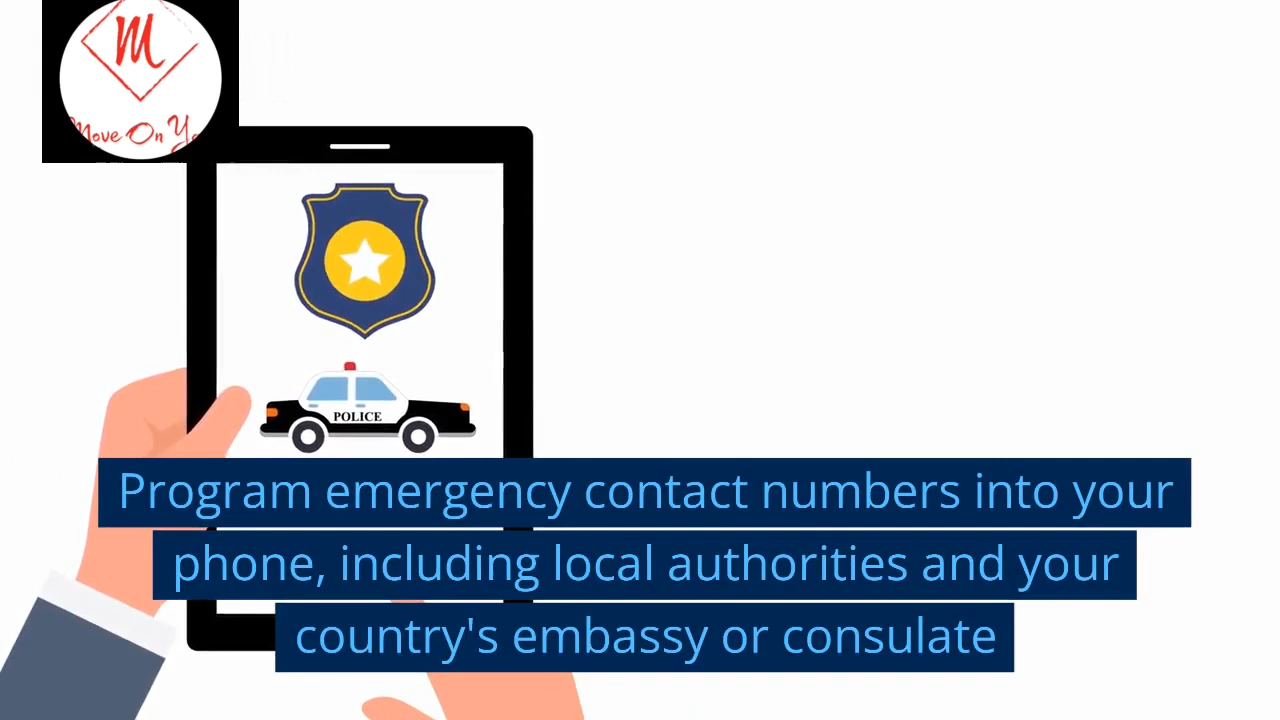 M
Move On Yo
POLICE
Program emergency contact numbers into your
phone, including local authorities and your
country's embassy or consulate